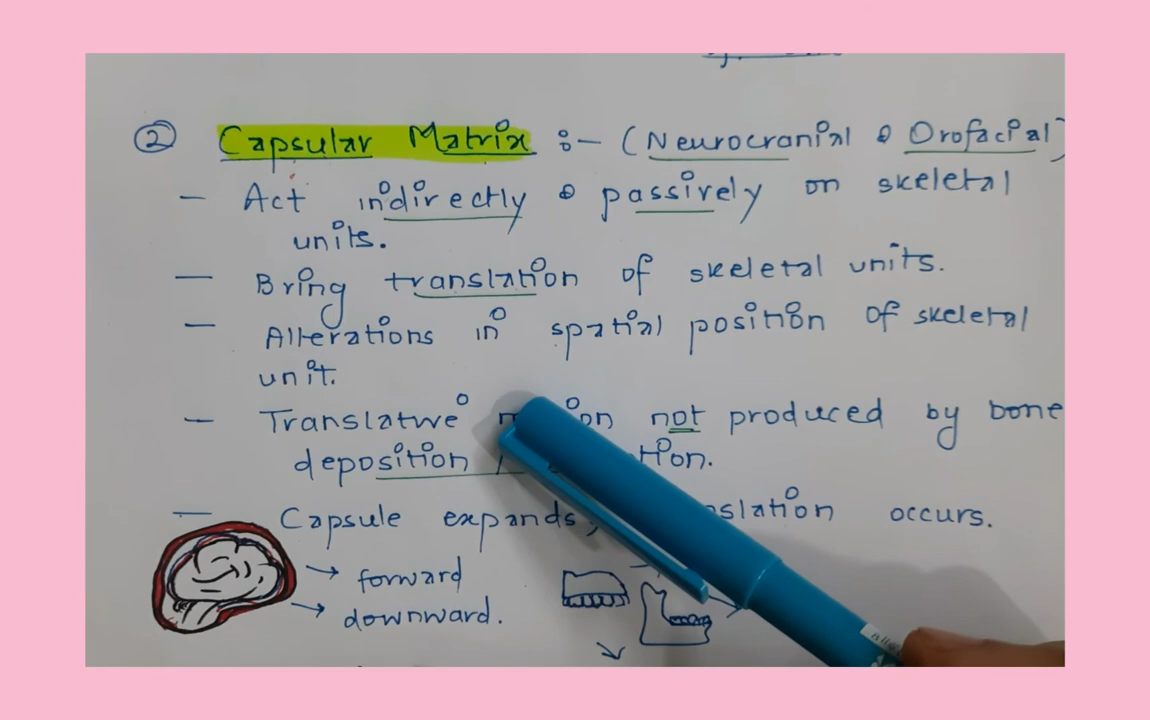 ② Capsular Matrix :- (Neurocranial & Orofacial)
- Act indirectly & passively on skeletal
units.
- Bring translation of skeletal units.
- Alterations in spatial position of skeletal
unit.
- Translative not produced by bone
deposition
- Capsule expands, occurs.
→ forward
→ downward.